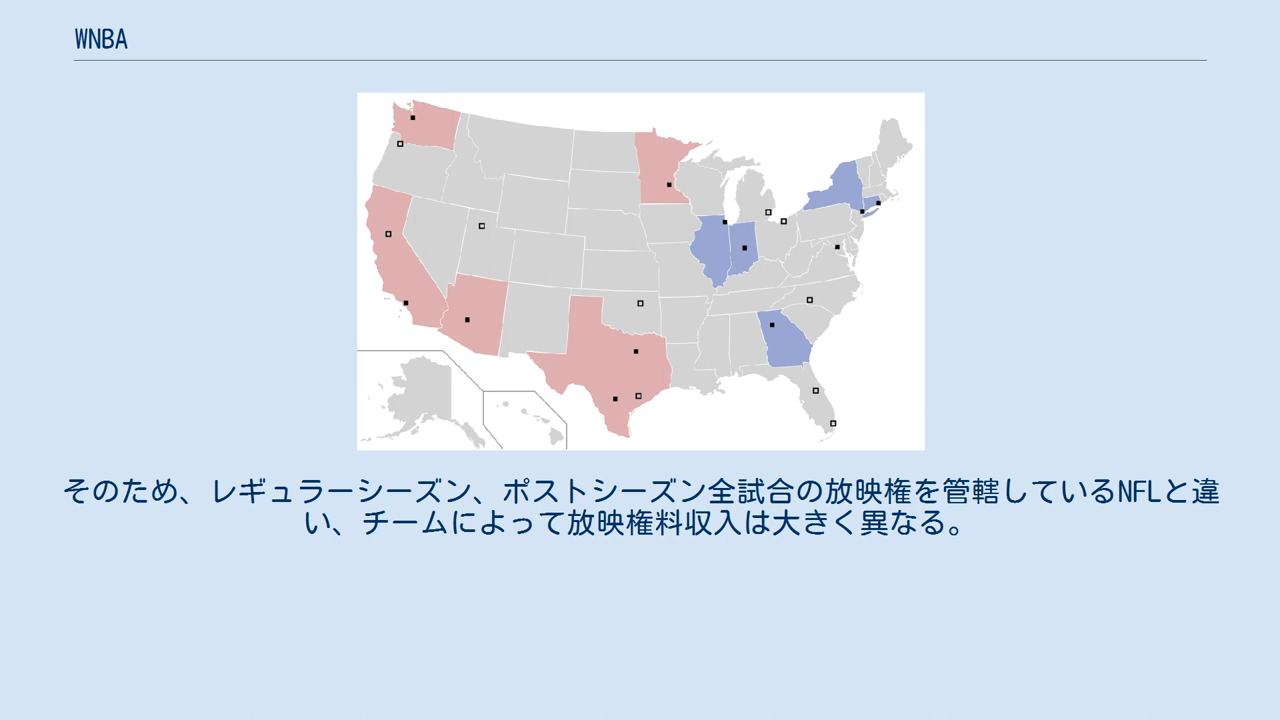 WNBA
そのため、レギュラーシーズン、ポストシーズン全試合の放映権を管轄しているNFLと違
い、チームによって放映権料収入は大きく異なる。